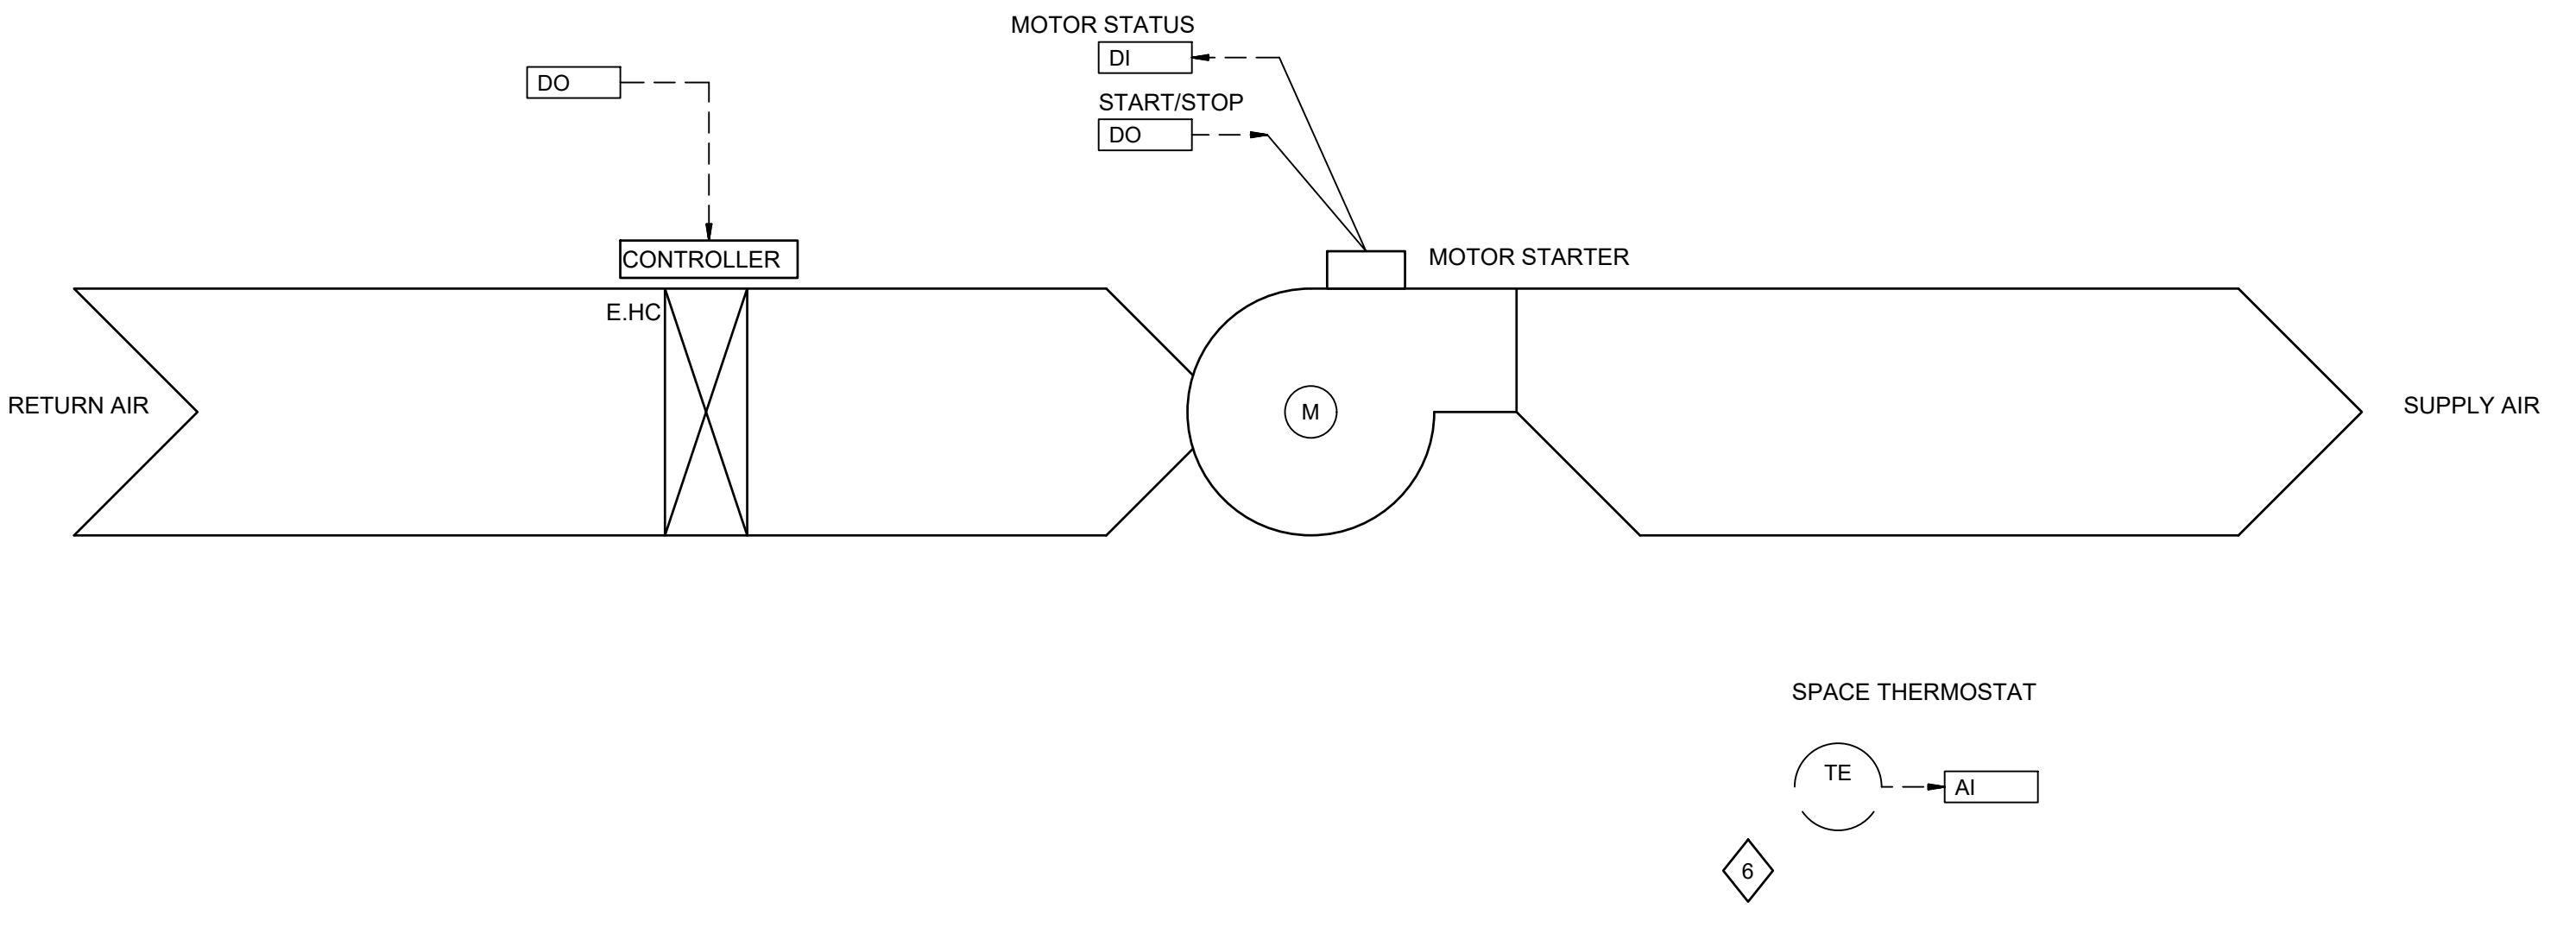 MOTOR STATUS
DI
DO
START/STOP
DO
CONTROLLER
MOTOR STARTER
E.HC
RETURN AIR
M
SUPPLY AIR
SPACE THERMOSTAT
TE
AI
6